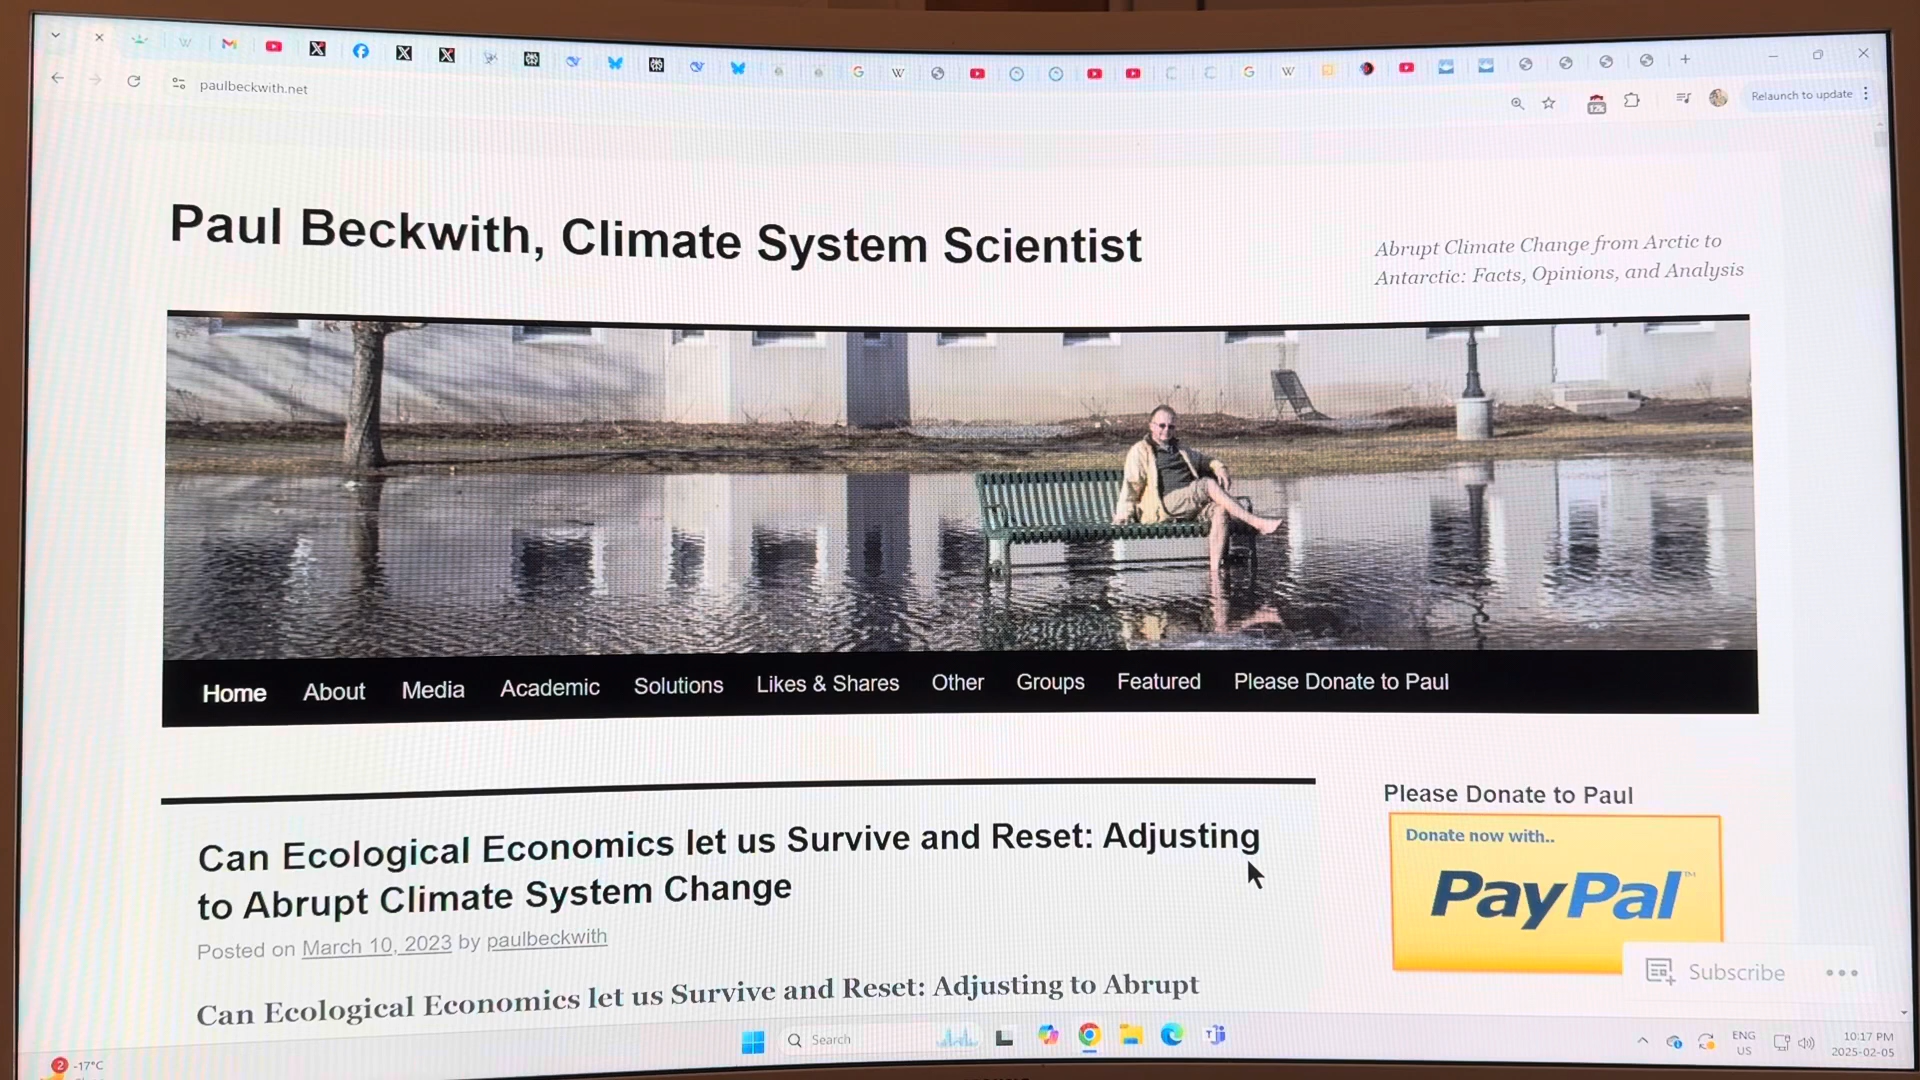 paulbeckwith.net
Relaunch to update
Paul Beckwith, Climate System Scientist
Abrupt Climate Change from Arctic to
Antarctic: Facts, Opinions, and Analysis
Home About Media Academic Solutions Likes & Shares Other Groups Featured Please Donate to Paul
Can Ecological Economics let us Survive and Reset: Adjusting
to Abrupt Climate System Change
Posted on March 10, 2023 by paulbeckwith
Can Ecological Economics let us Survive and Reset: Adjusting to Abrupt
Please Donate to Paul
Donate now with..
PayPal™
Subscribe
2 -17°C
Search
ENG
US
10:17 PM
2025-02-05